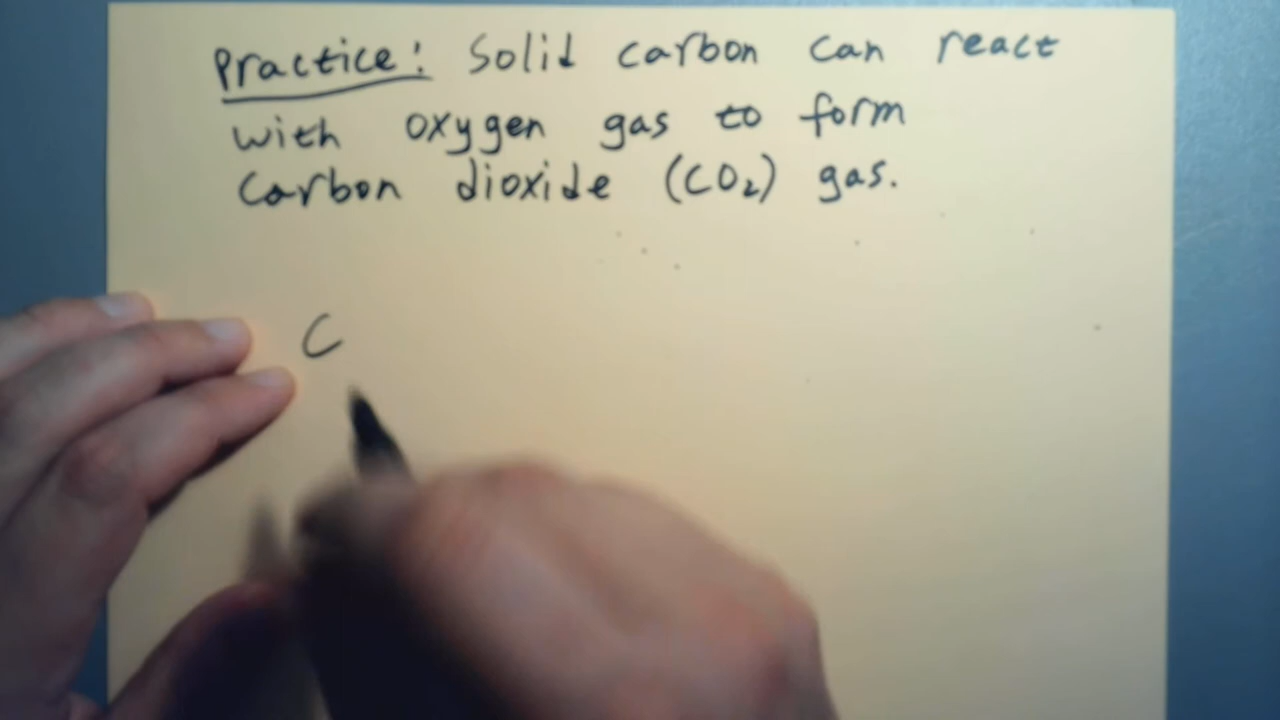 Practice: Solid carbon can react
with oxygen gas to form
Carbon dioxide (CO₂) gas.
C